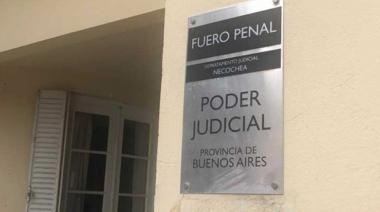 FUERO PENAL
DEPARTAMENTO JUDICIAL
NECOCHEA
PODER
JUDICIAL
PROVINCIA DE
BUENOS AIRES